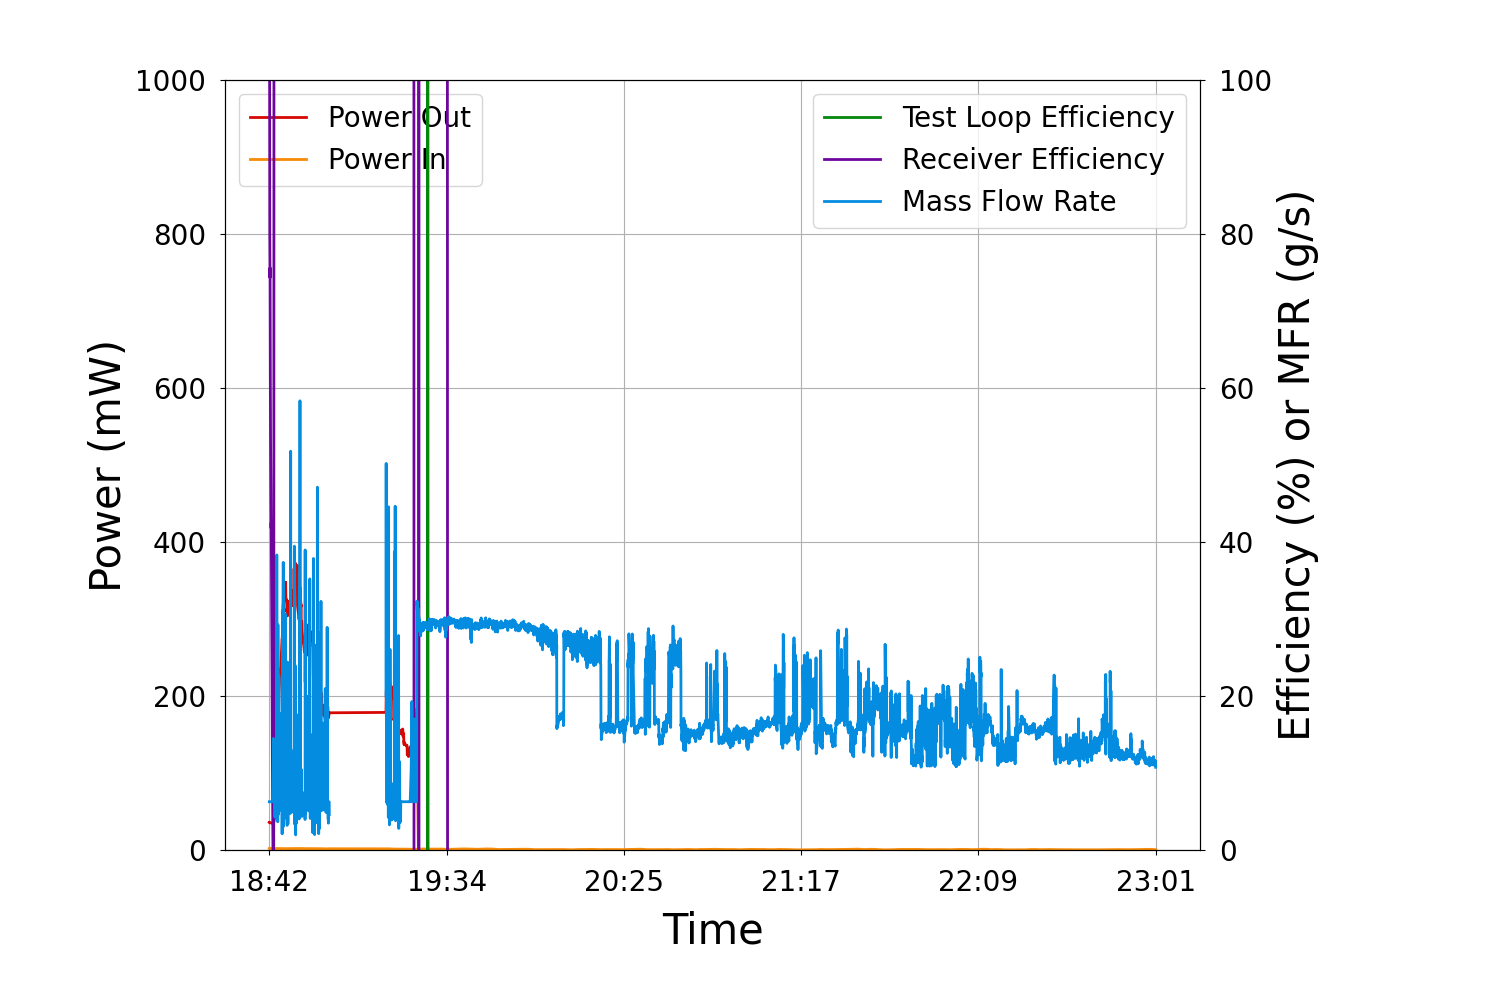 1000
800
600
400
200
0
Power (mW)
Power Out
Power In
Test Loop Efficiency
Receiver Efficiency
Mass Flow Rate
100
80
60
40
20
0
Efficiency (%) or MFR (g/s)
18:42
19:34
20:25
21:17
22:09
23:01
Time